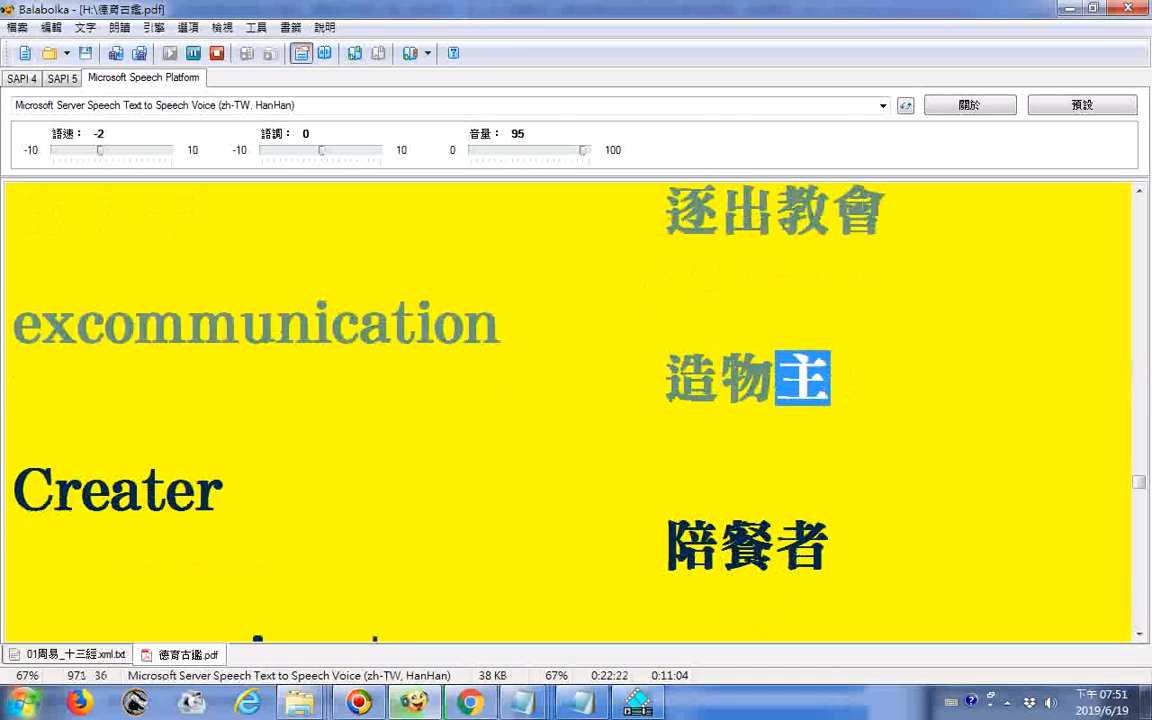 Balabolka - [H:\德育古鑑.pdf]
檔案 編輯 文字 朗讀 引擎 選項 檢視 工具 書籤 說明
SAPI 4 SAPI 5 Microsoft Speech Platform
Microsoft Server Speech Text to Speech Voice (zh-TW, HanHan)
關於 預設
語速： -2 語調： 0 音量： 95
-10 10 -10 10 0 100
逐出教會
excommunication
造物主
Creater
陪餐者
01周易_十三經.xml.txt 德育古鑑.pdf
67% 971 36 Microsoft Server Speech Text to Speech Voice (zh-TW, HanHan) 38 KB 67% 0:22:22 0:11:04
下午 07:51
2019/6/19